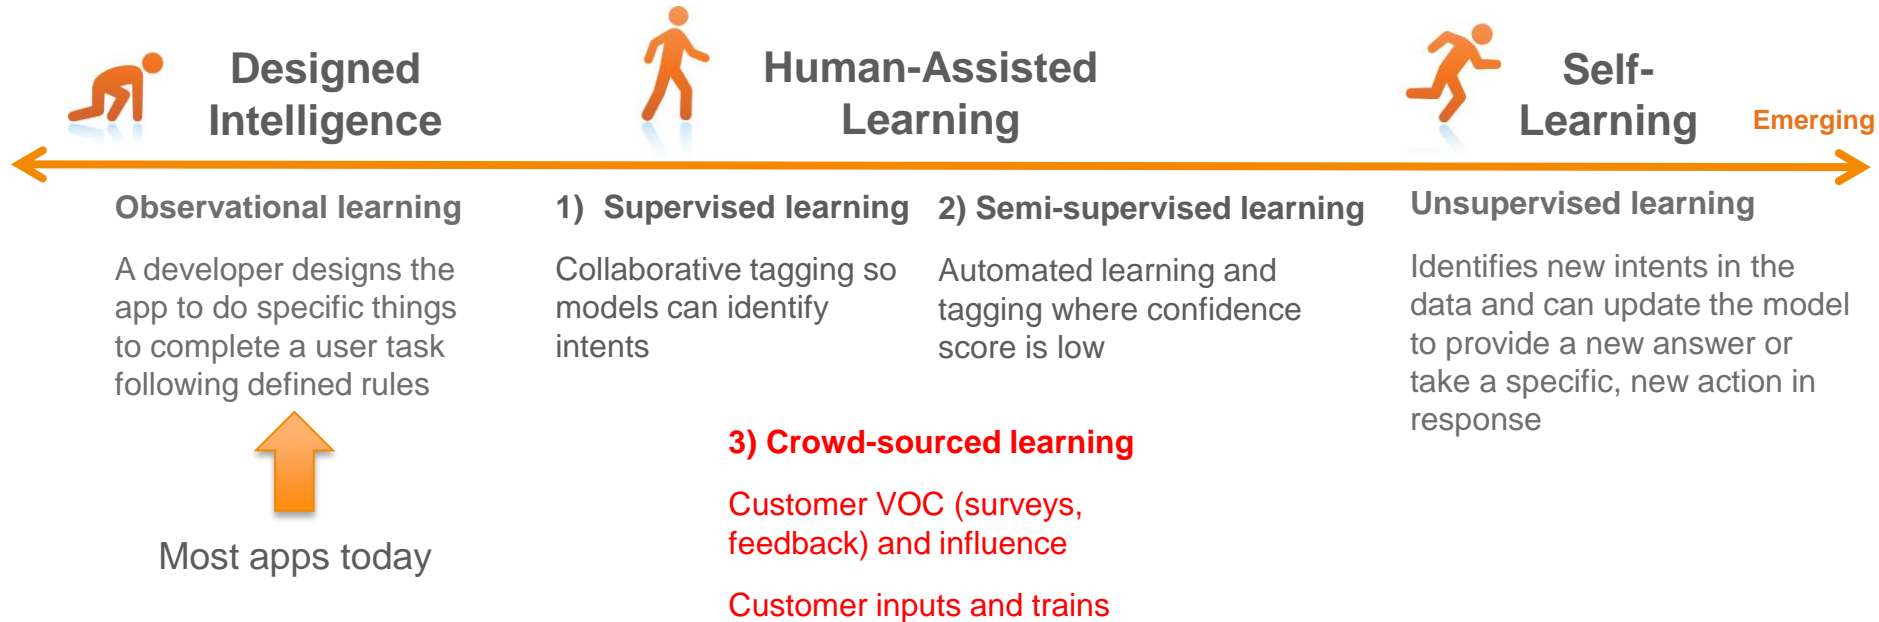 Designed
Intelligence
Human-Assisted
Learning
Self-
Learning
Emerging
Observational learning
A developer designs the
app to do specific things
to complete a user task
following defined rules
Most apps today
1) Supervised learning
Collaborative tagging so
models can identify
intents
2) Semi-supervised learning
Automated learning and
tagging where confidence
score is low
3) Crowd-sourced learning
Customer VOC (surveys,
feedback) and influence
Customer inputs and trains
Unsupervised learning
Identifies new intents in the
data and can update the model
to provide a new answer or
take a specific, new action in
response